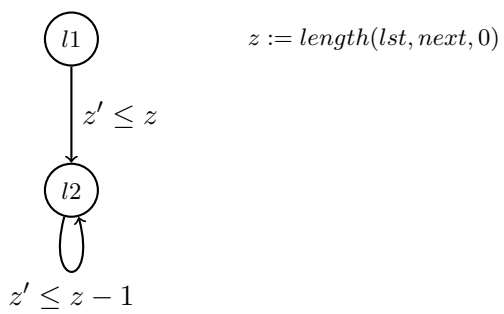 l1
z := length(lst, next, 0)
z′ ≤ z
l2
z′ ≤ z − 1